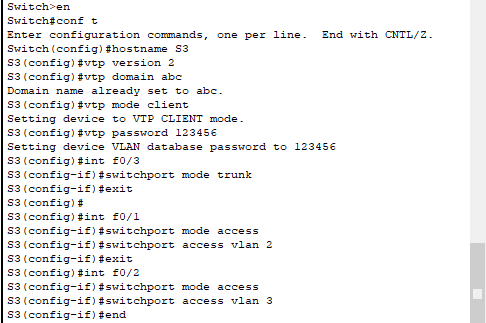 Switch>en
Switch#conf t
Enter configuration commands, one per line.  End with CNTL/Z.
Switch(config)#hostname S3
S3(config)#vtp version 2
S3(config)#vtp domain abc
Domain name already set to abc.
S3(config)#vtp mode client
Setting device to VTP CLIENT mode.
S3(config)#vtp password 123456
Setting device VLAN database password to 123456
S3(config)#int f0/3
S3(config-if)#switchport mode trunk
S3(config-if)#exit
S3(config)#
S3(config)#int f0/1
S3(config-if)#switchport mode access
S3(config-if)#switchport access vlan 2
S3(config-if)#exit
S3(config)#int f0/2
S3(config-if)#switchport mode access
S3(config-if)#switchport access vlan 3
S3(config-if)#end